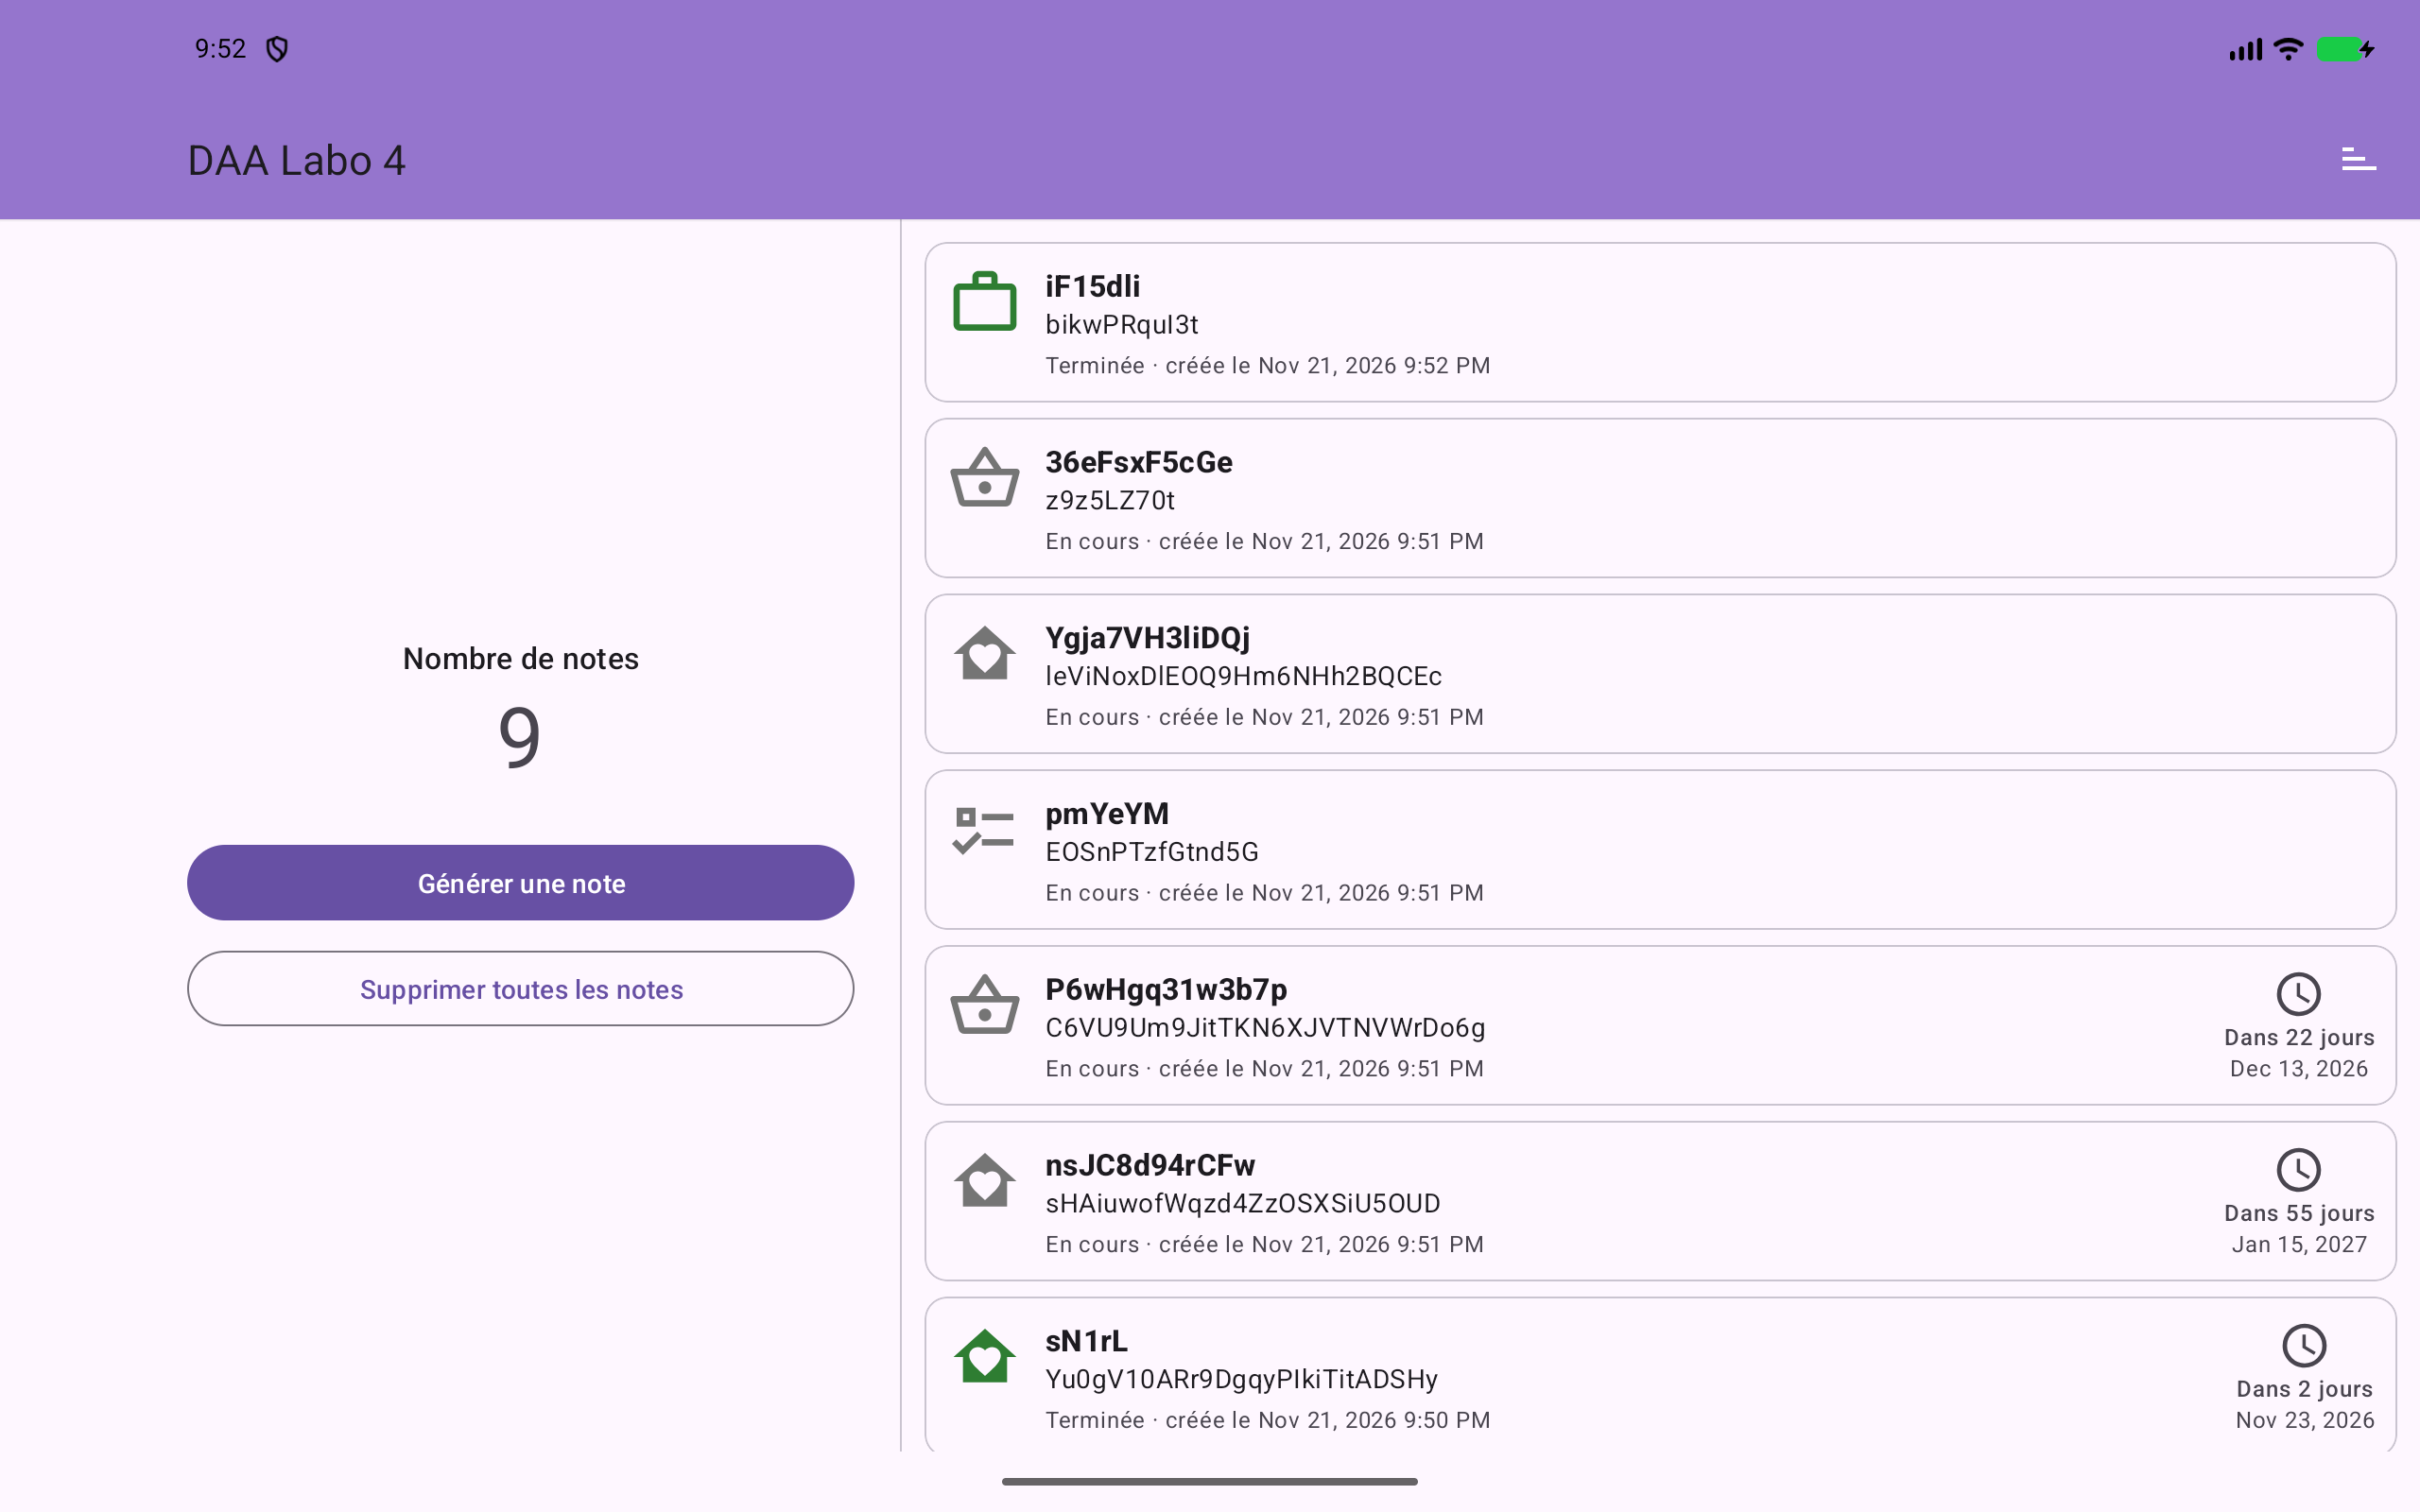 9:52
DAA Labo 4
Nombre de notes
9
Générer une note
Supprimer toutes les notes
iF15dli
bikwPRquI3t
Terminée · créée le Nov 21, 2026 9:52 PM
36eFsxF5cGe
z9z5LZ70t
En cours · créée le Nov 21, 2026 9:51 PM
Ygja7VH3liDQj
leViNoxDlEOQ9Hm6NHh2BQCEc
En cours · créée le Nov 21, 2026 9:51 PM
pmYeYM
EOSnPTzfGtnd5G
En cours · créée le Nov 21, 2026 9:51 PM
P6wHgq31w3b7p
C6VU9Um9JitTKN6XJVTNVWrDo6g
En cours · créée le Nov 21, 2026 9:51 PM
Dans 22 jours
Dec 13, 2026
nsJC8d94rCFw
sHAiuwofWqzd4ZzOSXSiU5OUD
En cours · créée le Nov 21, 2026 9:51 PM
Dans 55 jours
Jan 15, 2027
sN1rL
Yu0gV10ARr9DgqyPIkiTitADSHy
Terminée · créée le Nov 21, 2026 9:50 PM
Dans 2 jours
Nov 23, 2026